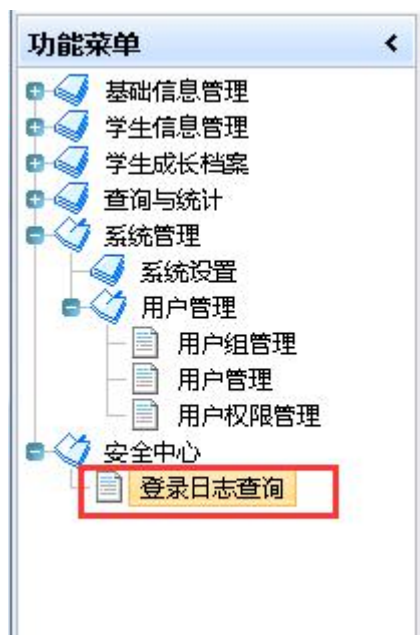 功能菜单
基础信息管理
学生信息管理
学生成长档案
查询与统计
系统管理
系统设置
用户管理
用户组管理
用户管理
用户权限管理
安全中心
登录日志查询